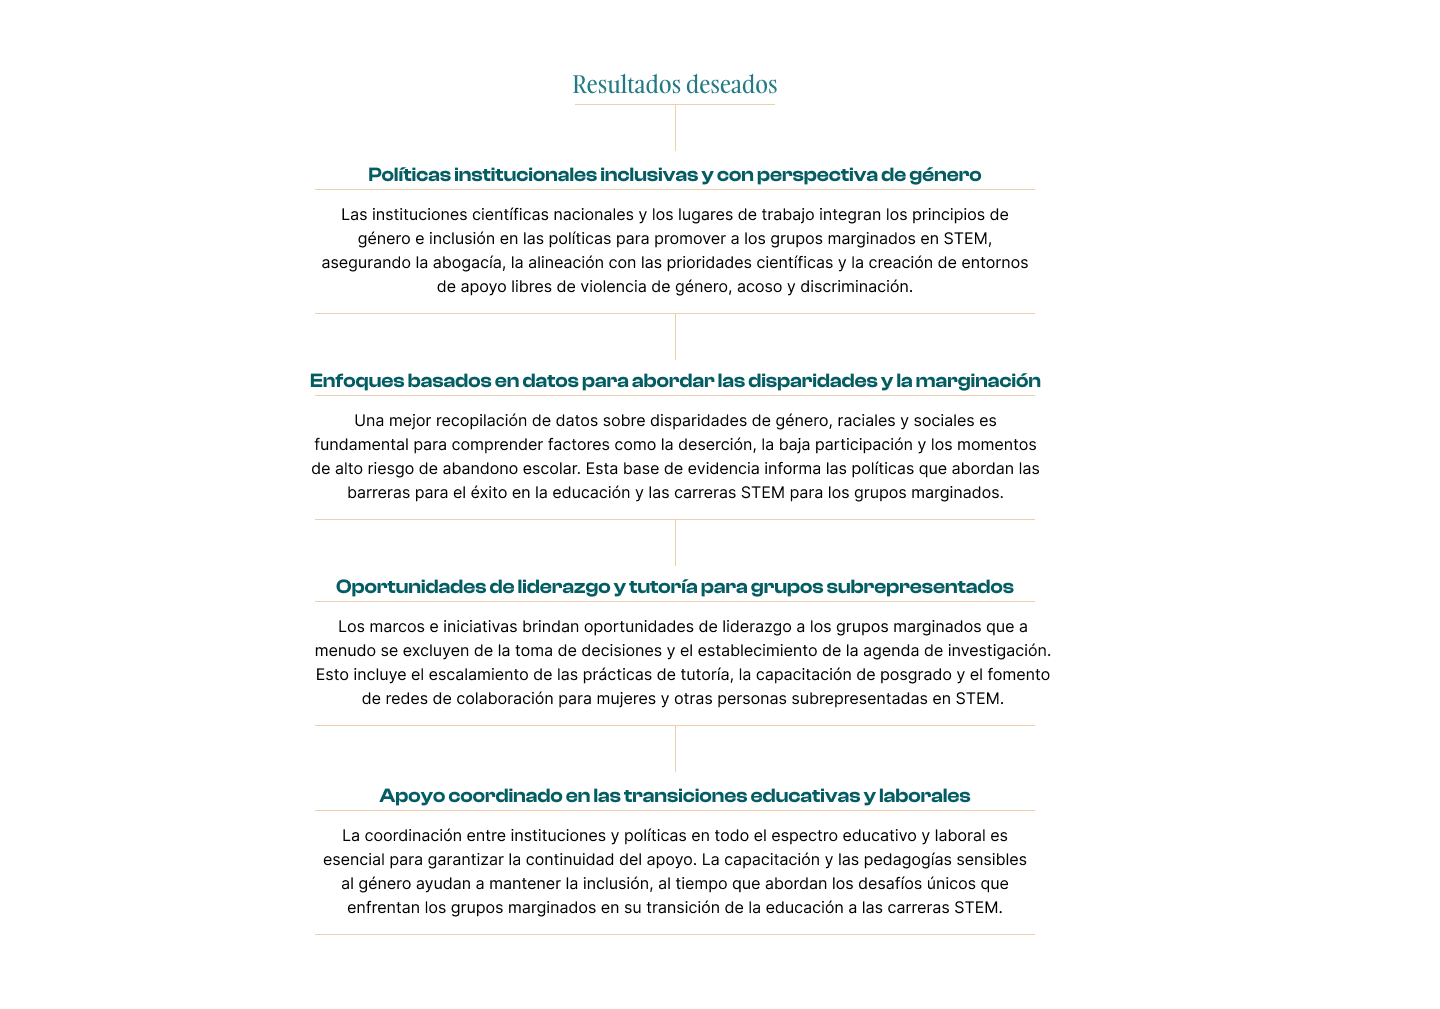 Resultados deseados
Políticas institucionales inclusivas y con perspectiva de género
Las instituciones científicas nacionales y los lugares de trabajo integran los principios de
género e inclusión en las políticas para promover a los grupos marginados en STEM,
asegurando la abogacía, la alineación con las prioridades científicas y la creación de entornos
de apoyo libres de violencia de género, acoso y discriminación.
Enfoques basados en datos para abordar las disparidades y la marginación
Una mejor recopilación de datos sobre disparidades de género, raciales y sociales es
fundamental para comprender factores como la deserción, la baja participación y los momentos
de alto riesgo de abandono escolar. Esta base de evidencia informa las políticas que abordan las
barreras para el éxito en la educación y las carreras STEM para los grupos marginados.
Oportunidades de liderazgo y tutoría para grupos subrepresentados
Los marcos e iniciativas brindan oportunidades de liderazgo a los grupos marginados que a
menudo se excluyen de la toma de decisiones y el establecimiento de la agenda de investigación.
Esto incluye el escalamiento de las prácticas de tutoría, la capacitación de posgrado y el fomento
de redes de colaboración para mujeres y otras personas subrepresentadas en STEM.
Apoyo coordinado en las transiciones educativas y laborales
La coordinación entre instituciones y políticas en todo el espectro educativo y laboral es
esencial para garantizar la continuidad del apoyo. La capacitación y las pedagogías sensibles
al género ayudan a mantener la inclusión, al tiempo que abordan los desafíos únicos que
enfrentan los grupos marginados en su transición de la educación a las carreras STEM.